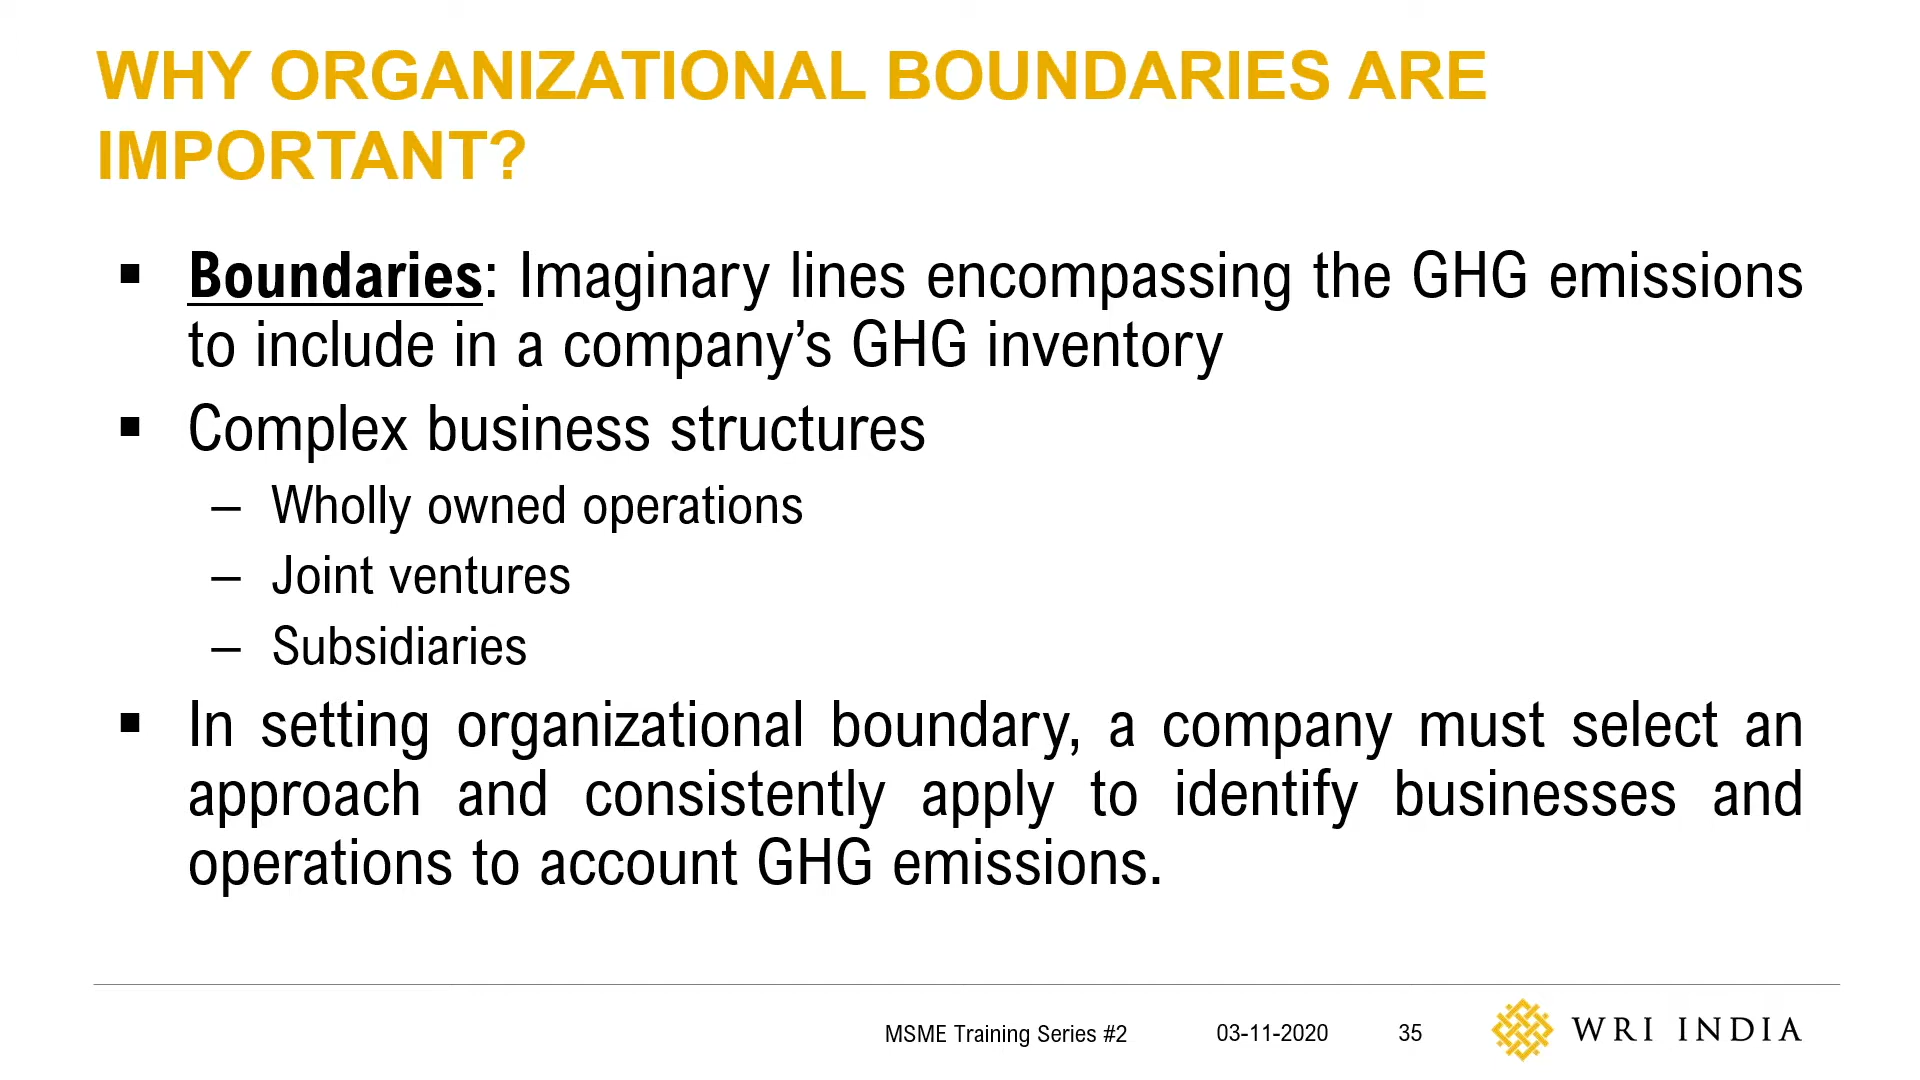 WHY ORGANIZATIONAL BOUNDARIES ARE
IMPORTANT?
▪ Boundaries: Imaginary lines encompassing the GHG emissions
to include in a company’s GHG inventory
▪ Complex business structures
– Wholly owned operations
– Joint ventures
– Subsidiaries
▪ In setting organizational boundary, a company must select an
approach and consistently apply to identify businesses and
operations to account GHG emissions.
MSME Training Series #2 03-11-2020 35 WRI INDIA